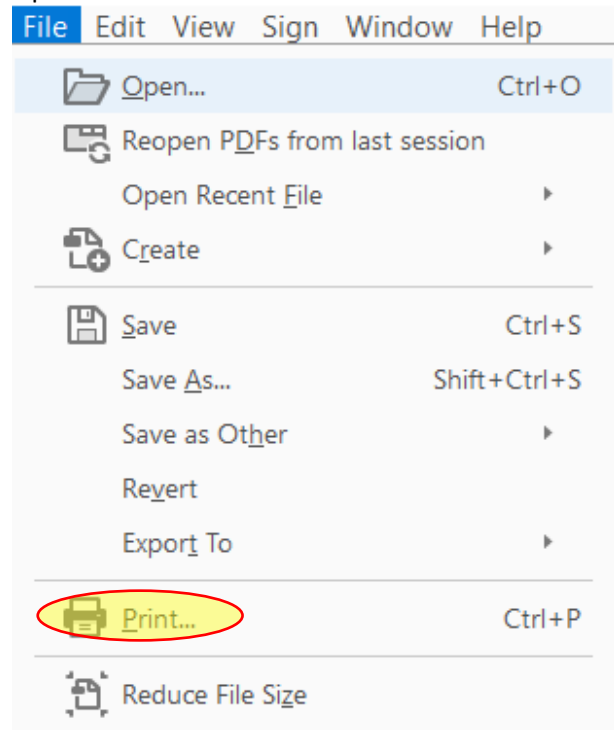 File Edit View Sign Window Help
Open... Ctrl+O
Reopen PDFs from last session
Open Recent File
Create
Save Ctrl+S
Save As... Shift+Ctrl+S
Save as Other
Revert
Export To
Print... Ctrl+P
Reduce File Size